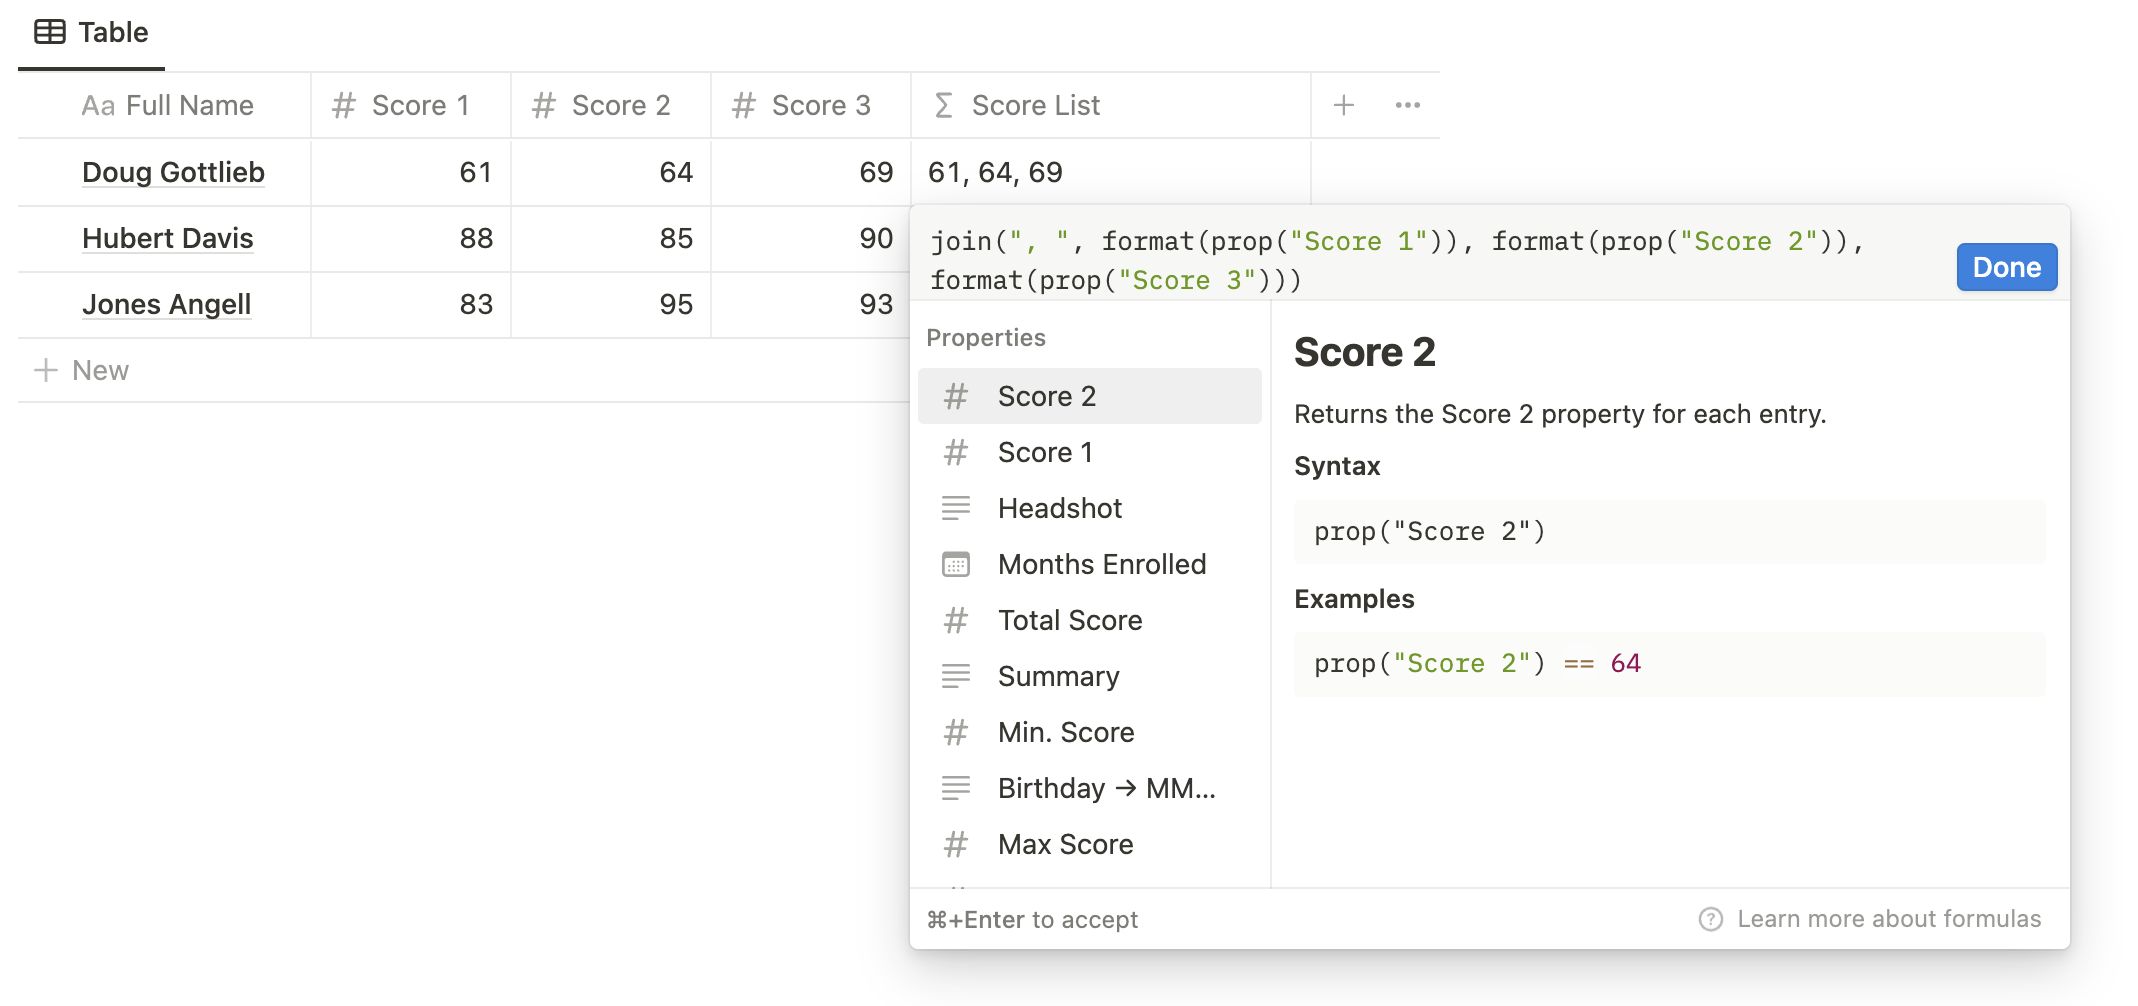 Table
Aa Full Name # Score 1 # Score 2 # Score 3 Σ Score List + •••
Doug Gottlieb 61 64 69 61, 64, 69
Hubert Davis 88 85 90
Jones Angell 83 95 93
+ New
join(", ", format(prop("Score 1")), format(prop("Score 2")),
format(prop("Score 3")))
Done
Properties
# Score 2
# Score 1
Headshot
Months Enrolled
# Total Score
Summary
# Min. Score
Birthday → MM...
# Max Score
Score 2
Returns the Score 2 property for each entry.
Syntax
prop("Score 2")
Examples
prop("Score 2") == 64
⌘+Enter to accept
? Learn more about formulas